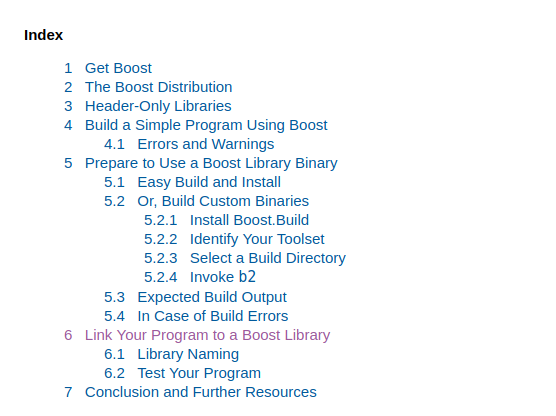 Index
1 Get Boost
2 The Boost Distribution
3 Header-Only Libraries
4 Build a Simple Program Using Boost
4.1 Errors and Warnings
5 Prepare to Use a Boost Library Binary
5.1 Easy Build and Install
5.2 Or, Build Custom Binaries
5.2.1 Install Boost.Build
5.2.2 Identify Your Toolset
5.2.3 Select a Build Directory
5.2.4 Invoke b2
5.3 Expected Build Output
5.4 In Case of Build Errors
6 Link Your Program to a Boost Library
6.1 Library Naming
6.2 Test Your Program
7 Conclusion and Further Resources